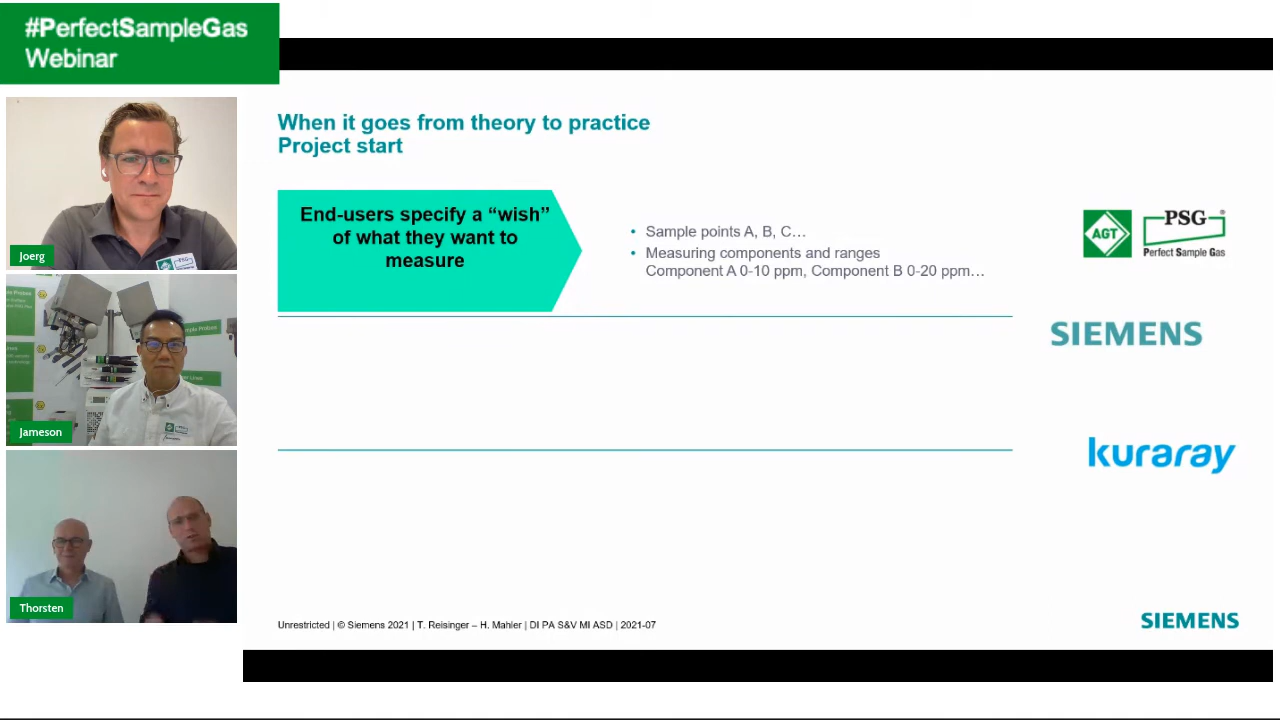 #PerfectSampleGas
Webinar
Joerg
PSG
Jameson
Thorsten
When it goes from theory to practice
Project start
End-users specify a “wish”
of what they want to
measure
• Sample points A, B, C…
• Measuring components and ranges
Component A 0-10 ppm, Component B 0-20 ppm…
AGT
PSG®
Perfect Sample Gas
SIEMENS
kuraray
Unrestricted | © Siemens 2021 | T. Reisinger – H. Mahler | DI PA S&V MI ASD | 2021-07
SIEMENS